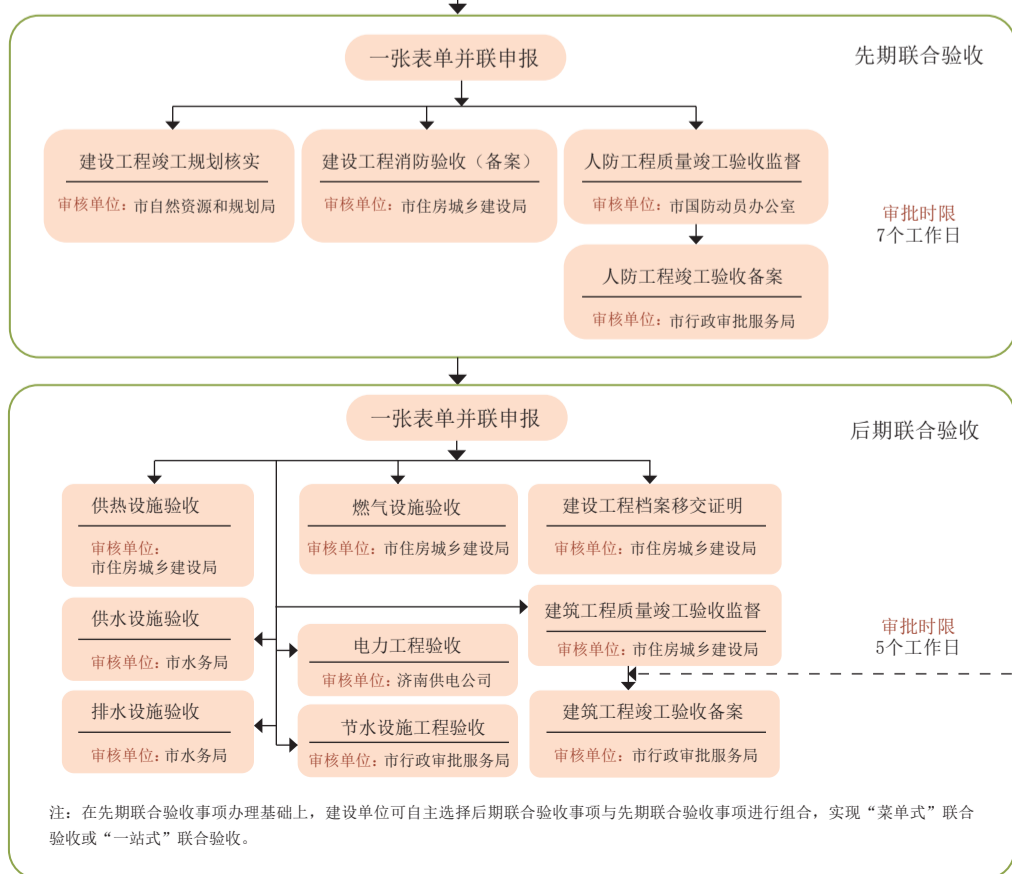 先期联合验收
一张表单并联申报
建设工程竣工规划核实
审核单位：市自然资源和规划局
建设工程消防验收（备案）
审核单位：市住房城乡建设局
人防工程质量竣工验收监督
审核单位：市国防动员办公室
人防工程竣工验收备案
审核单位：市行政审批服务局
审批时限
7个工作日
后期联合验收
一张表单并联申报
供热设施验收
审核单位：
市住房城乡建设局
燃气设施验收
审核单位：市住房城乡建设局
建设工程档案移交证明
审核单位：市住房城乡建设局
供水设施验收
审核单位：市水务局
电力工程验收
审核单位：济南供电公司
建筑工程质量竣工验收监督
审核单位：市住房城乡建设局
排水设施验收
审核单位：市水务局
节水设施工程验收
审核单位：市行政审批服务局
建筑工程竣工验收备案
审核单位：市行政审批服务局
审批时限
5个工作日
注：在先期联合验收事项办理基础上，建设单位可自主选择后期联合验收事项与先期联合验收事项进行组合，实现“菜单式”联合
验收或“一站式”联合验收。